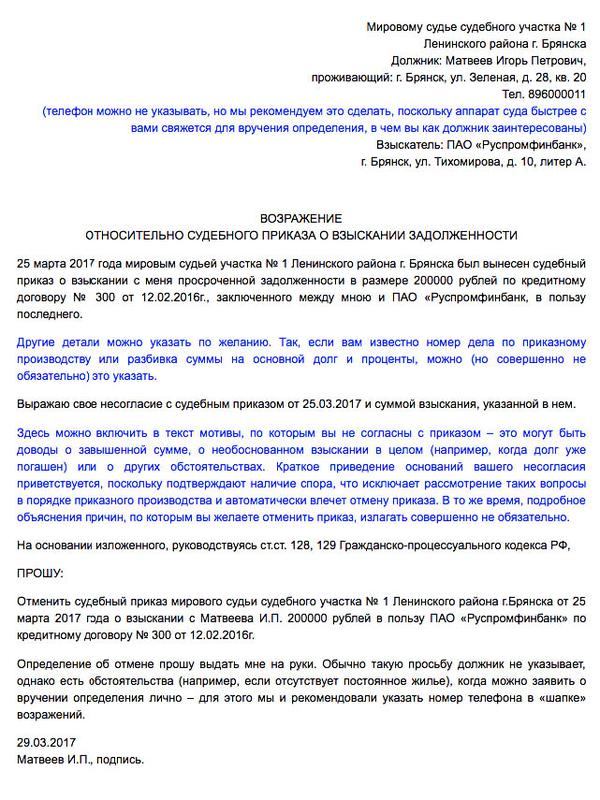 Мировому судье судебного участка № 1
Ленинского района г. Брянска
Должник: Матвеев Игорь Петрович,
проживающий: г. Брянск, ул. Зеленая, д. 28, кв. 20
Тел. 896000011
(телефон можно не указывать, но мы рекомендуем это сделать, поскольку аппарат суда быстрее с
вами свяжется для вручения определения, в чем вы как должник заинтересованы)
Взыскатель: ПАО «Руспромфинбанк»,
г. Брянск, ул. Тихомирова, д. 10, литер А.
ВОЗРАЖЕНИЕ
ОТНОСИТЕЛЬНО СУДЕБНОГО ПРИКАЗА О ВЗЫСКАНИИ ЗАДОЛЖЕННОСТИ
25 марта 2017 года мировым судьей участка № 1 Ленинского района г. Брянска был вынесен судебный
приказ о взыскании с меня просроченной задолженности в размере 200000 рублей по кредитному
договору № 300 от 12.02.2016г., заключенного между мною и ПАО «Руспромфинбанк, в пользу
последнего.
Другие детали можно указать по желанию. Так, если вам известно номер дела по приказному
производству или разбивка суммы на основной долг и проценты, можно (но совершенно не
обязательно) это указать.
Выражаю свое несогласие с судебным приказом от 25.03.2017 и суммой взыскания, указанной в нем.
Здесь можно включить в текст мотивы, по которым вы не согласны с приказом – это могут быть
доводы о завышенной сумме, о необоснованном взыскании в целом (например, когда долг уже
погашен) или о других обстоятельствах. Краткое приведение оснований вашего несогласия
приветствуется, поскольку подтверждают наличие спора, что исключает рассмотрение таких вопросы
в порядке приказного производства и автоматически влечет отмену приказа. В то же время, подробное
объяснения причин, по которым вы желаете отменить приказ, излагать совершенно не обязательно.
На основании изложенного, руководствуясь ст.ст. 128, 129 Гражданско-процессуального кодекса РФ,
ПРОШУ:
Отменить судебный приказ мирового судьи судебного участка № 1 Ленинского района г.Брянска от 25
марта 2017 года о взыскании с Матвеева И.П. 200000 рублей в пользу ПАО «Руспромфинбанк» по
кредитному договору № 300 от 12.02.2016г.
Определение об отмене прошу выдать мне на руки. Обычно такую просьбу должник не указывает,
однако есть обстоятельства (например, если отсутствует постоянное жилье), когда можно заявить о
вручении определения лично – для этого мы и рекомендовали указать номер телефона в «шапке»
возражений.
29.03.2017
Матвеев И.П., подпись.